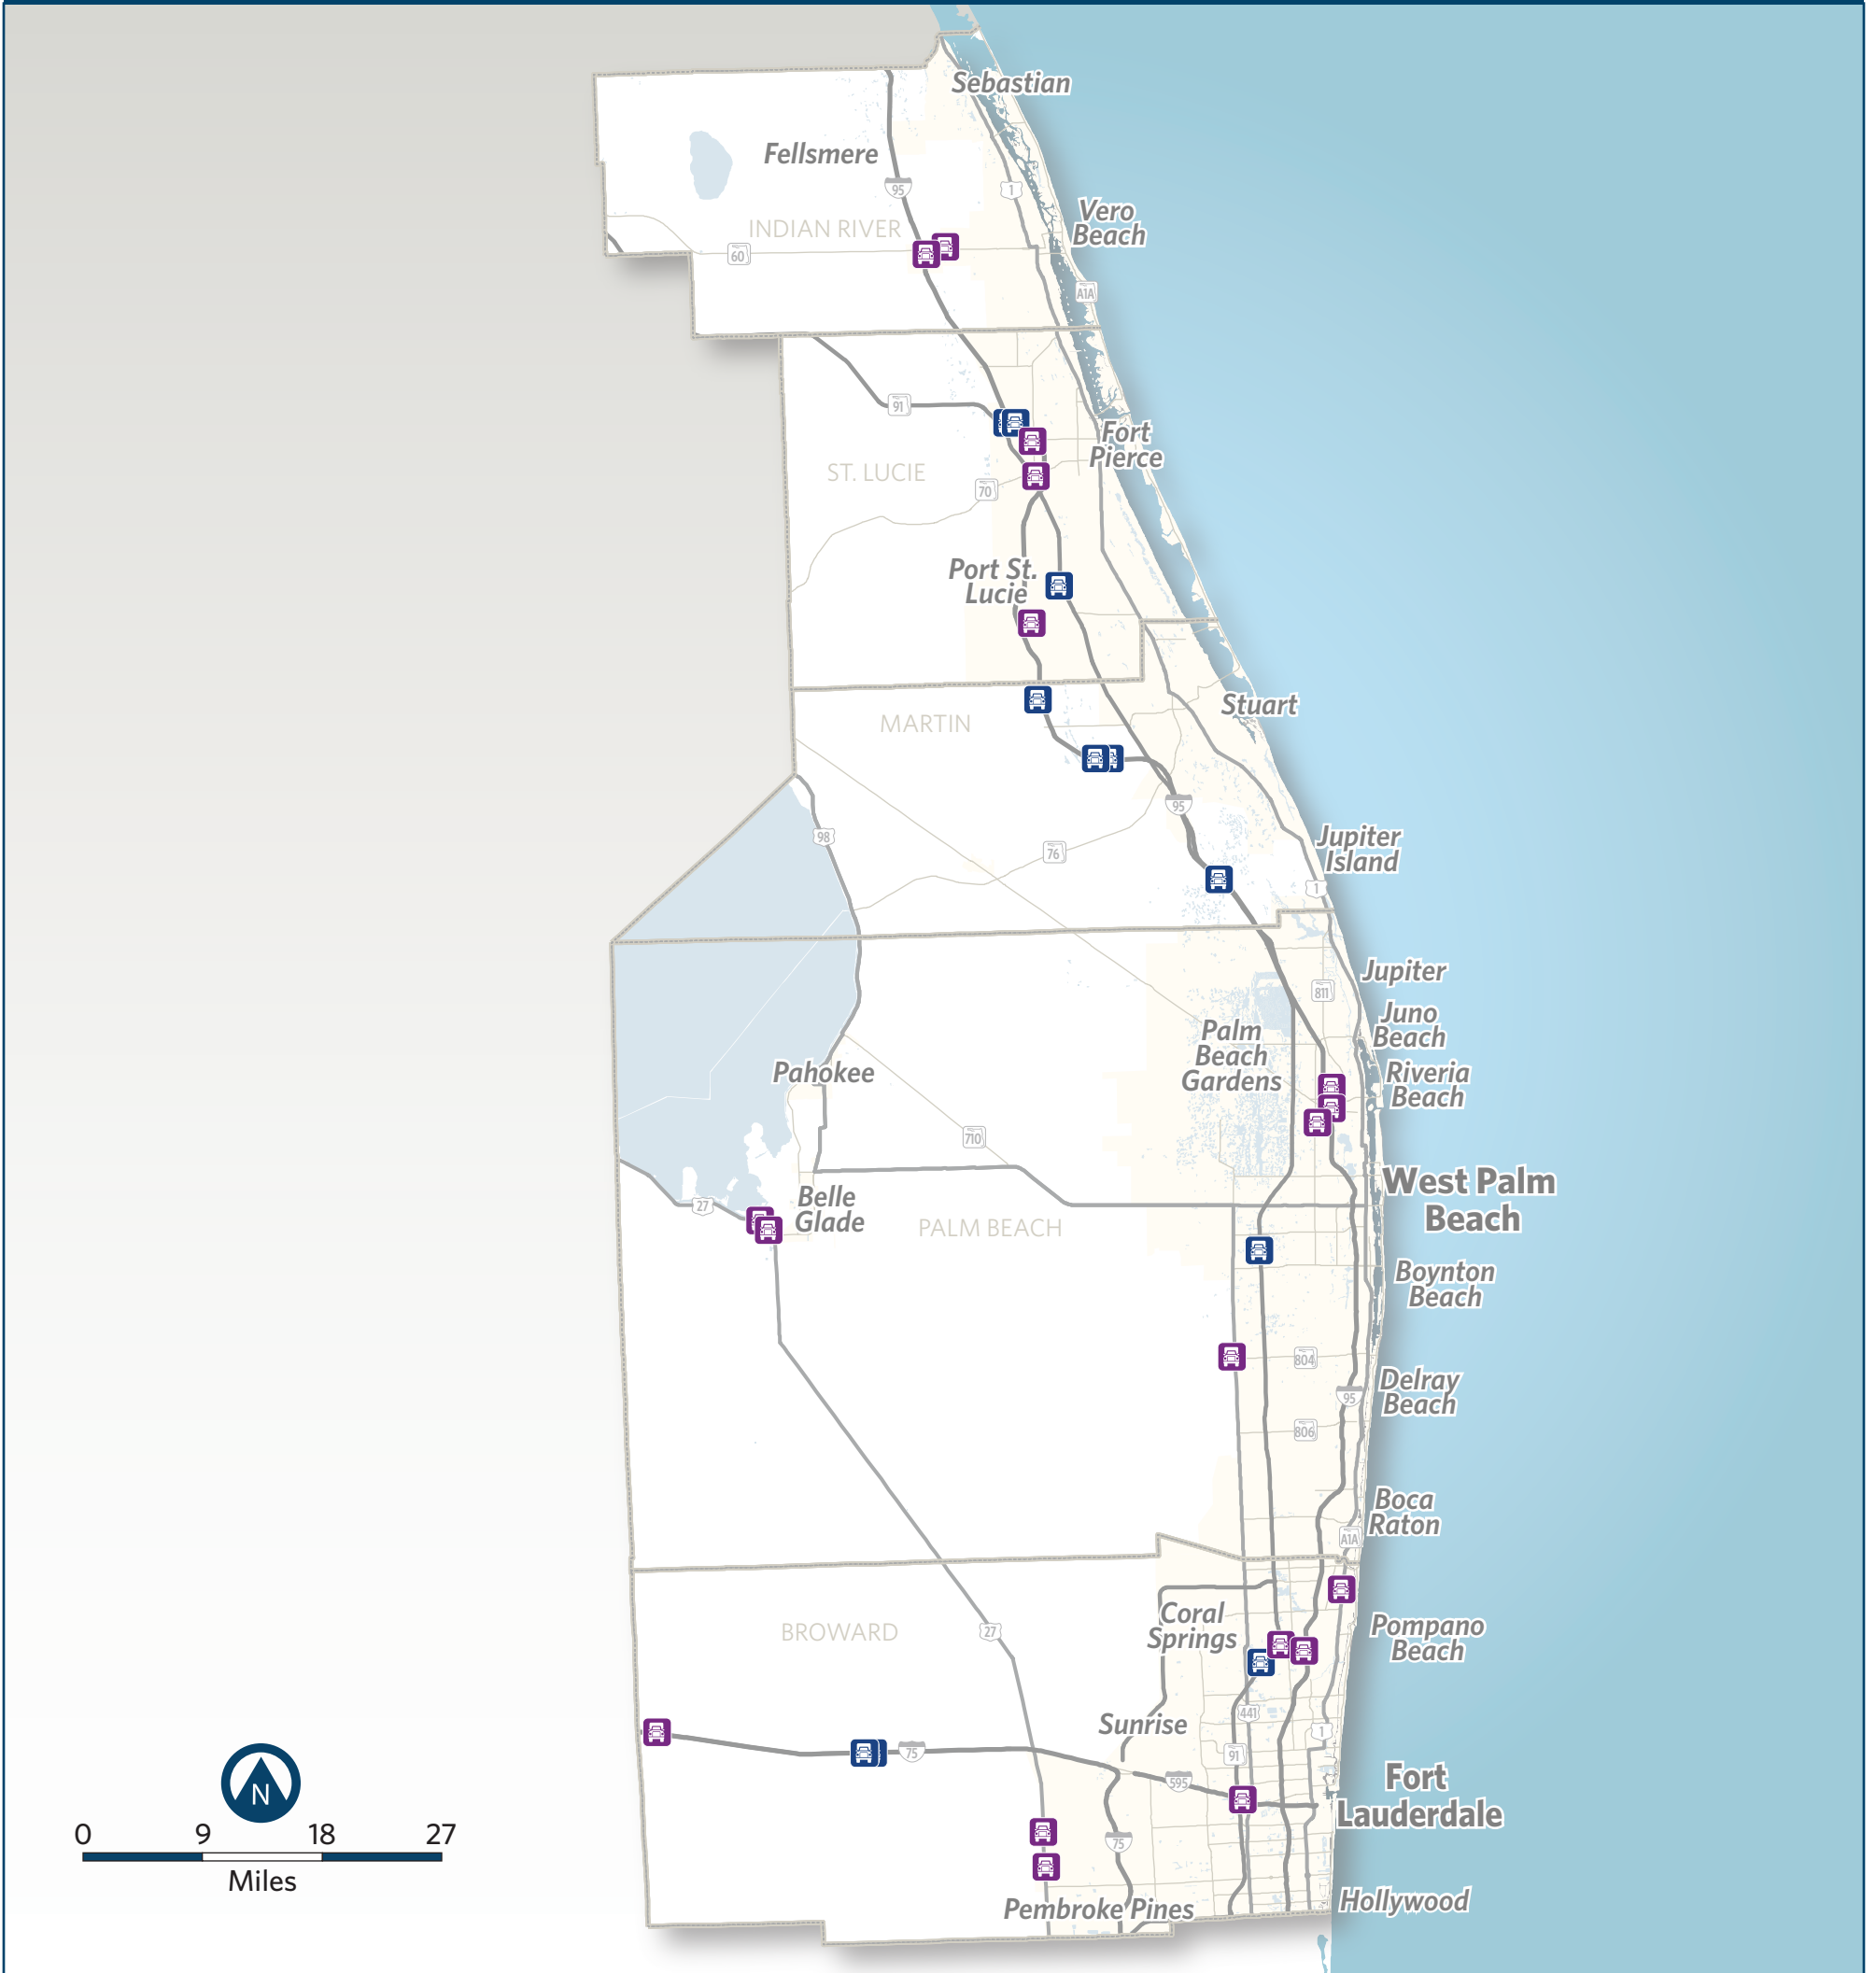 Sebastian
Fellsmere
95
1
Vero
Beach
INDIAN RIVER
60
A1A
91
Fort
Pierce
ST. LUCIE
70
Port St.
Lucie
Stuart
MARTIN
95
98
76
Jupiter
Island
1
Jupiter
811
Juno
Beach
Palm
Beach
Gardens
Pahokee
Riveria
Beach
710
West Palm
Beach
27
Belle
Glade
PALM BEACH
Boynton
Beach
804
Delray
Beach
95
806
Boca
Raton
A1A
Coral
Springs
BROWARD
27
Pompano
Beach
441
Sunrise
1
75
91
595
Fort
Lauderdale
N
0 9 18 27
Miles
75
Pembroke Pines
Hollywood